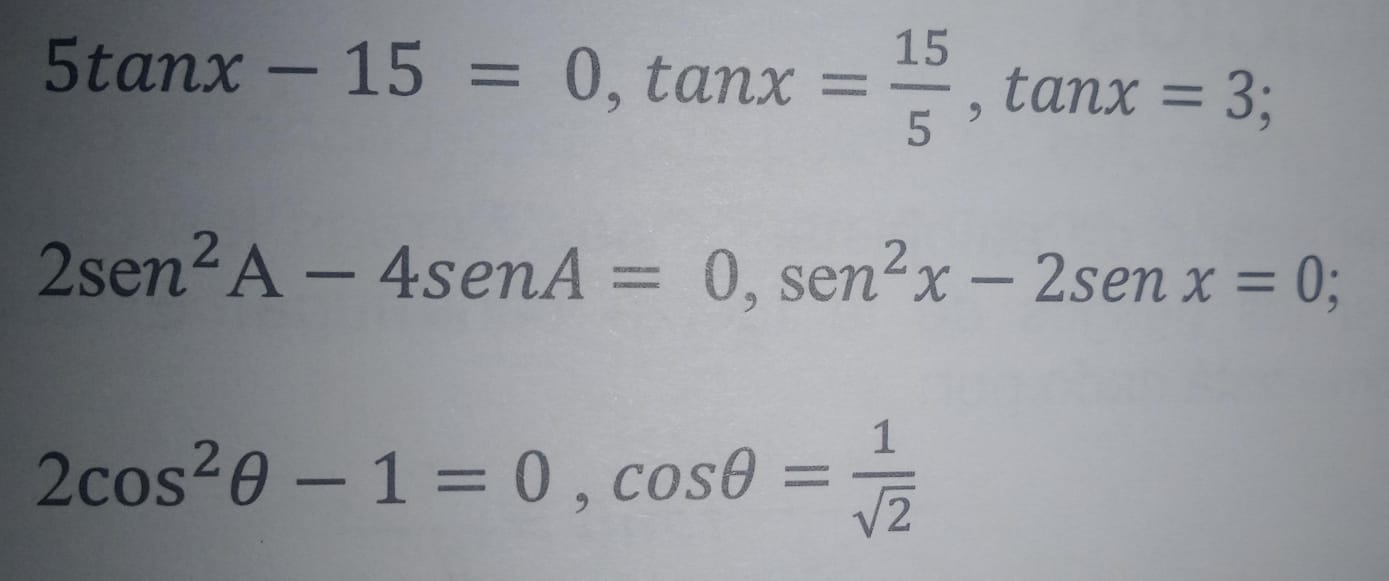 5tanx − 15 = 0, tanx = 15/5, tanx = 3;
2sen²A − 4senA = 0, sen²x − 2sen x = 0;
2cos²θ − 1 = 0 , cosθ = 1/√2